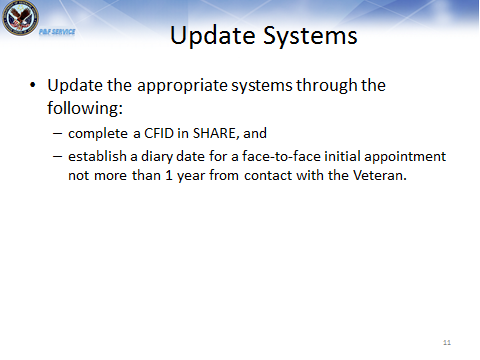 P&F SERVICE
Update Systems
• Update the appropriate systems through the
following:
– complete a CFID in SHARE, and
– establish a diary date for a face-to-face initial appointment
not more than 1 year from contact with the Veteran.
11